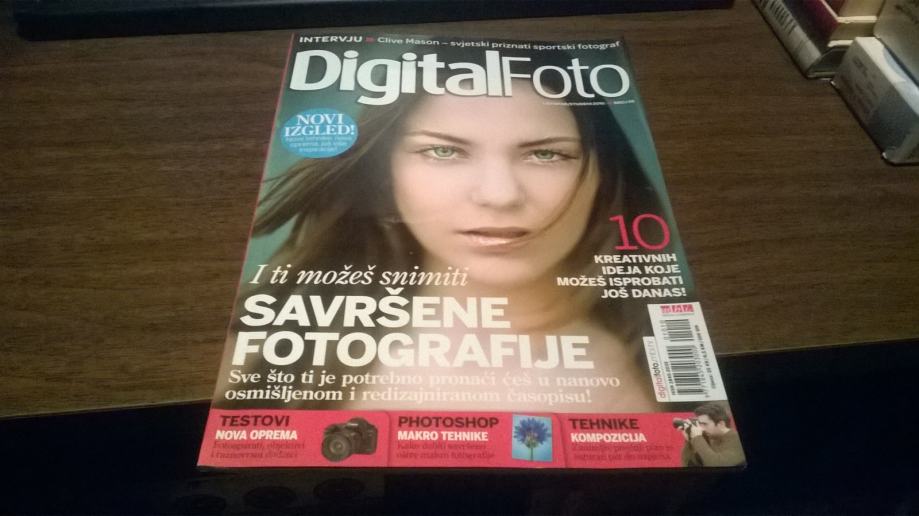 INTERVJU » Clive Mason – svjetski priznati sportski fotograf
DigitalFoto
NOVI
IZGLED!
10
KREATIVNIH
IDEJA KOJE
MOŽEŠ ISPROBATI
JOŠ DANAS!
I ti možeš snimiti
SAVRŠENE
FOTOGRAFIJE
Sve što ti je potrebno pronaći ćeš u nanovo
osmišljenom i redizajniranom časopisu!
TESTOVI
NOVA OPREMA
Fotoaparati, objektivi
PHOTOSHOP
MAKRO TEHNIKE
TEHNIKE
KOMPOZICIJA